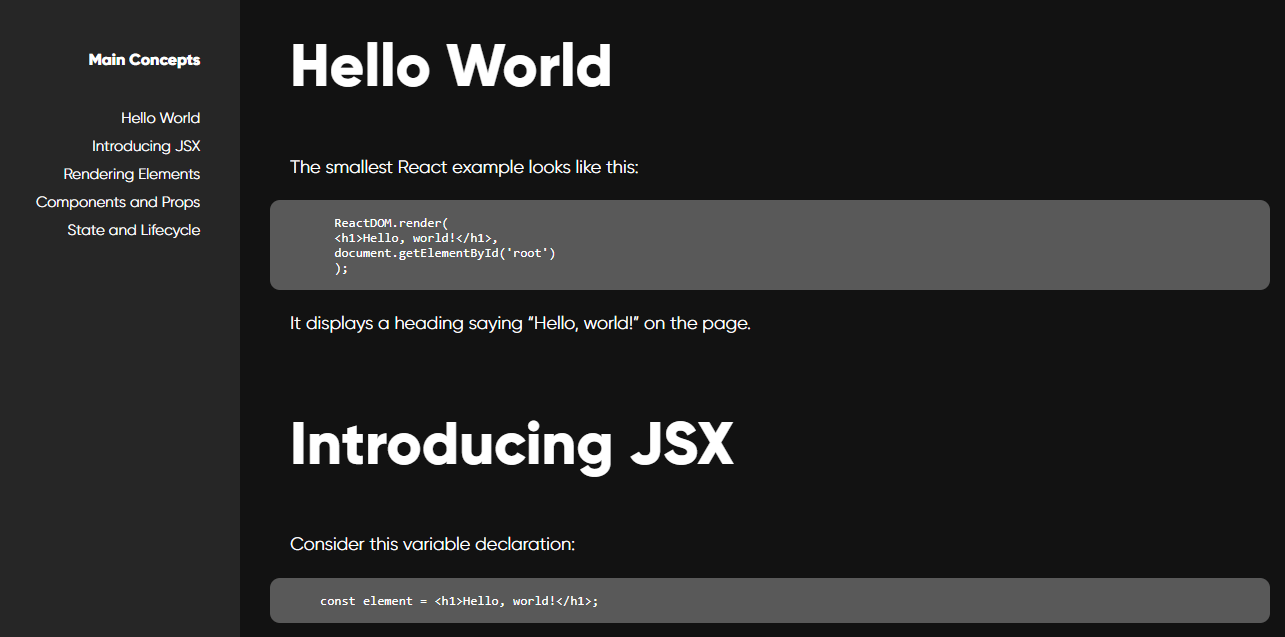 Main Concepts
Hello World
Introducing JSX
Rendering Elements
Components and Props
State and Lifecycle
Hello World
The smallest React example looks like this:
ReactDOM.render(
<h1>Hello, world!</h1>,
document.getElementById('root')
);
It displays a heading saying “Hello, world!” on the page.
Introducing JSX
Consider this variable declaration:
const element = <h1>Hello, world!</h1>;